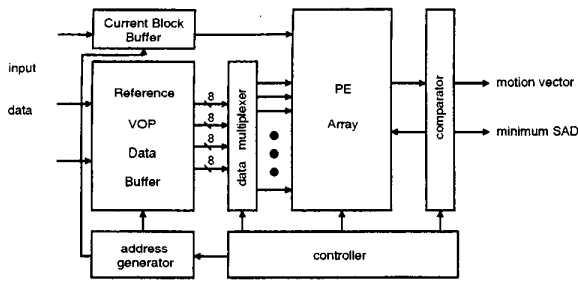 Current Block
Buffer
input
data
Reference
VOP
Data
Buffer
8
8
8
8
data multiplexer
PE
Array
comparator
motion vector
minimum SAD
address
generator
controller